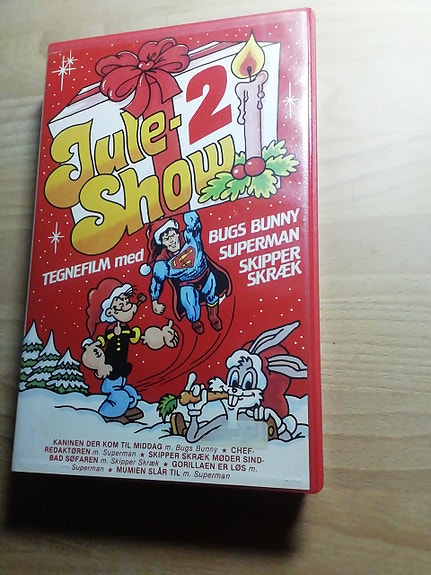 Jule-
Show 2
TEGNEFILM med
BUGS BUNNY
SUPERMAN
SKIPPER
SKRÆK
KANINEN DER KOM TIL MIDDAG m. Bugs Bunny ★ CHEF-
REDAKTØREN m. Superman ★ SKIPPER SKRÆK MØDER SIND-
BAD SØFAREN m. Skipper Skræk ★ GORILLAEN ER LØS m.
Superman ★ MUMIEN SLÅR TIL m. Superman